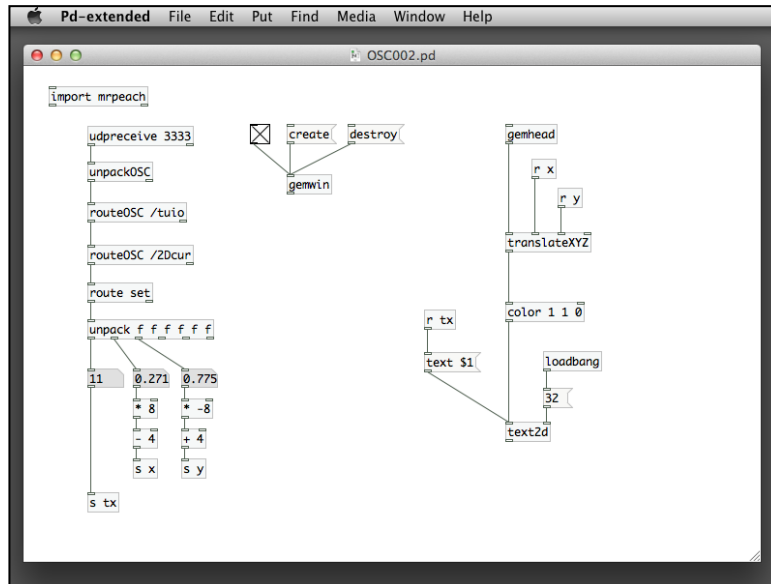 Pd-extended File Edit Put Find Media Window Help
OSC002.pd
import mrpeach
udpreceive 3333
unpackOSC
routeOSC /tuio
routeOSC /2Dcur
route set
unpack f f f f f f
11 0.271 0.775
* 8 * -8
- 4 + 4
s x s y
s tx
create destroy
gemwin
gemhead
r x
r y
translateXYZ
color 1 1 0
r tx
text $1
loadbang
32
text2d